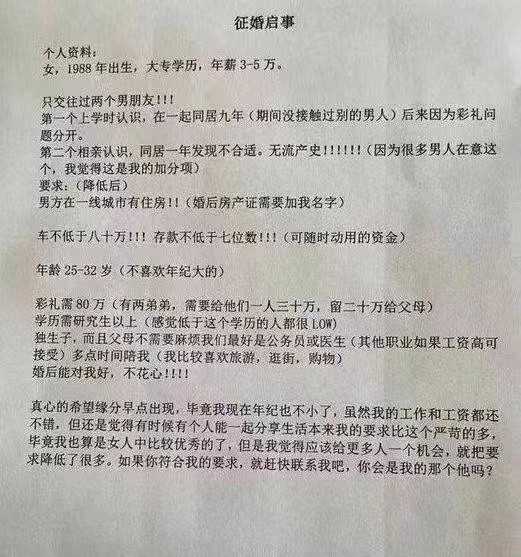 征婚启事
个人资料：
女，1988年出生，大专学历，年薪3-5万。
只交往过两个男朋友!!!
第一个上学时认识，在一起同居九年（期间没接触过别的男人）后来因为彩礼问
题分开。
第二个相亲认识，同居一年发现不合适。无流产史!!!!!!（因为很多男人在意这
个，我觉得这是我的加分项）
要求：（降低后）
男方在一线城市有住房!!（婚后房产证需要加我名字）
车不低于八十万!!! 存款不低于七位数!!!（可随时动用的资金）
年龄25-32岁（不喜欢年纪大的）
彩礼需80万（有两弟弟，需要给他们一人三十万，留二十万给父母）
学历需研究生以上（感觉低于这个学历的人都很LOW)
独生子，而且父母不需要麻烦我们最好是公务员或医生（其他职业如果工资高可
接受）多点时间陪我（我比较喜欢旅游，逛街，购物）
婚后能对我好，不花心!!!!
真心的希望缘分早点出现，毕竟我现在年纪也不小了，虽然我的工作和工资都还
不错，但还是觉得有时候有个人能一起分享生活本来我的要求比这个严苛的多，
毕竟我也算是女人中比较优秀的了，但是我觉得应该给更多人一个机会，就把要
求降低了很多。如果你符合我的要求，就赶快联系我吧，你会是我的那个他吗？